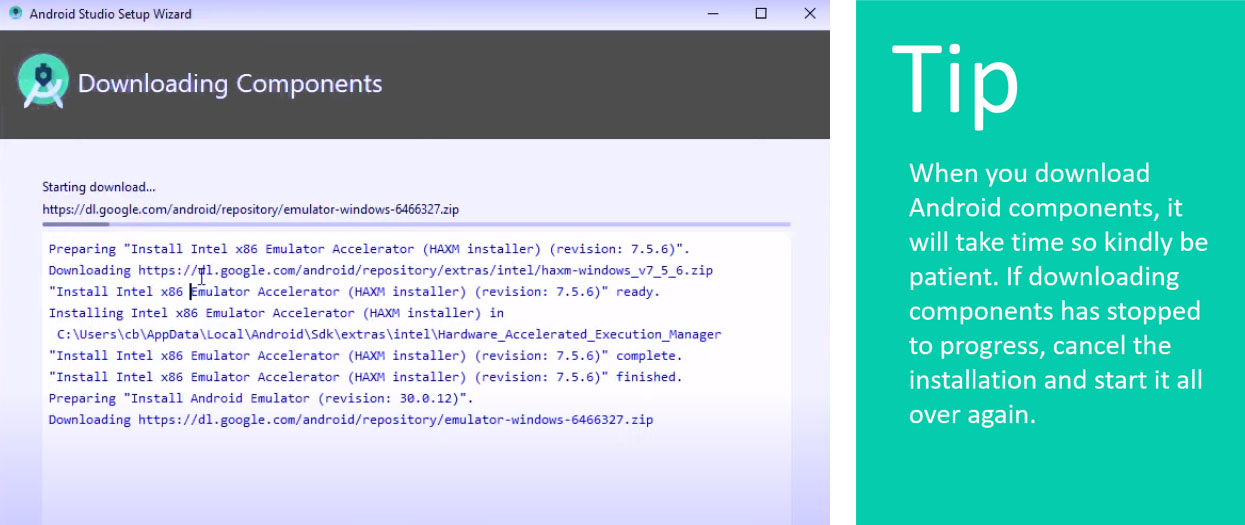 Android Studio Setup Wizard
Downloading Components
Starting download...
https://dl.google.com/android/repository/emulator-windows-6466327.zip
Preparing "Install Intel x86 Emulator Accelerator (HAXM installer) (revision: 7.5.6)".
Downloading https://dl.google.com/android/repository/extras/intel/haxm-windows_v7_5_6.zip
"Install Intel x86 Emulator Accelerator (HAXM installer) (revision: 7.5.6)" ready.
Installing Intel x86 Emulator Accelerator (HAXM installer) in
C:\Users\cb\AppData\Local\Android\Sdk\extras\intel\Hardware_Accelerated_Execution_Manager
"Install Intel x86 Emulator Accelerator (HAXM installer) (revision: 7.5.6)" complete.
"Install Intel x86 Emulator Accelerator (HAXM installer) (revision: 7.5.6)" finished.
Preparing "Install Android Emulator (revision: 30.0.12)".
Downloading https://dl.google.com/android/repository/emulator-windows-6466327.zip
Tip
When you download
Android components, it
will take time so kindly be
patient. If downloading
components has stopped
to progress, cancel the
installation and start it all
over again.